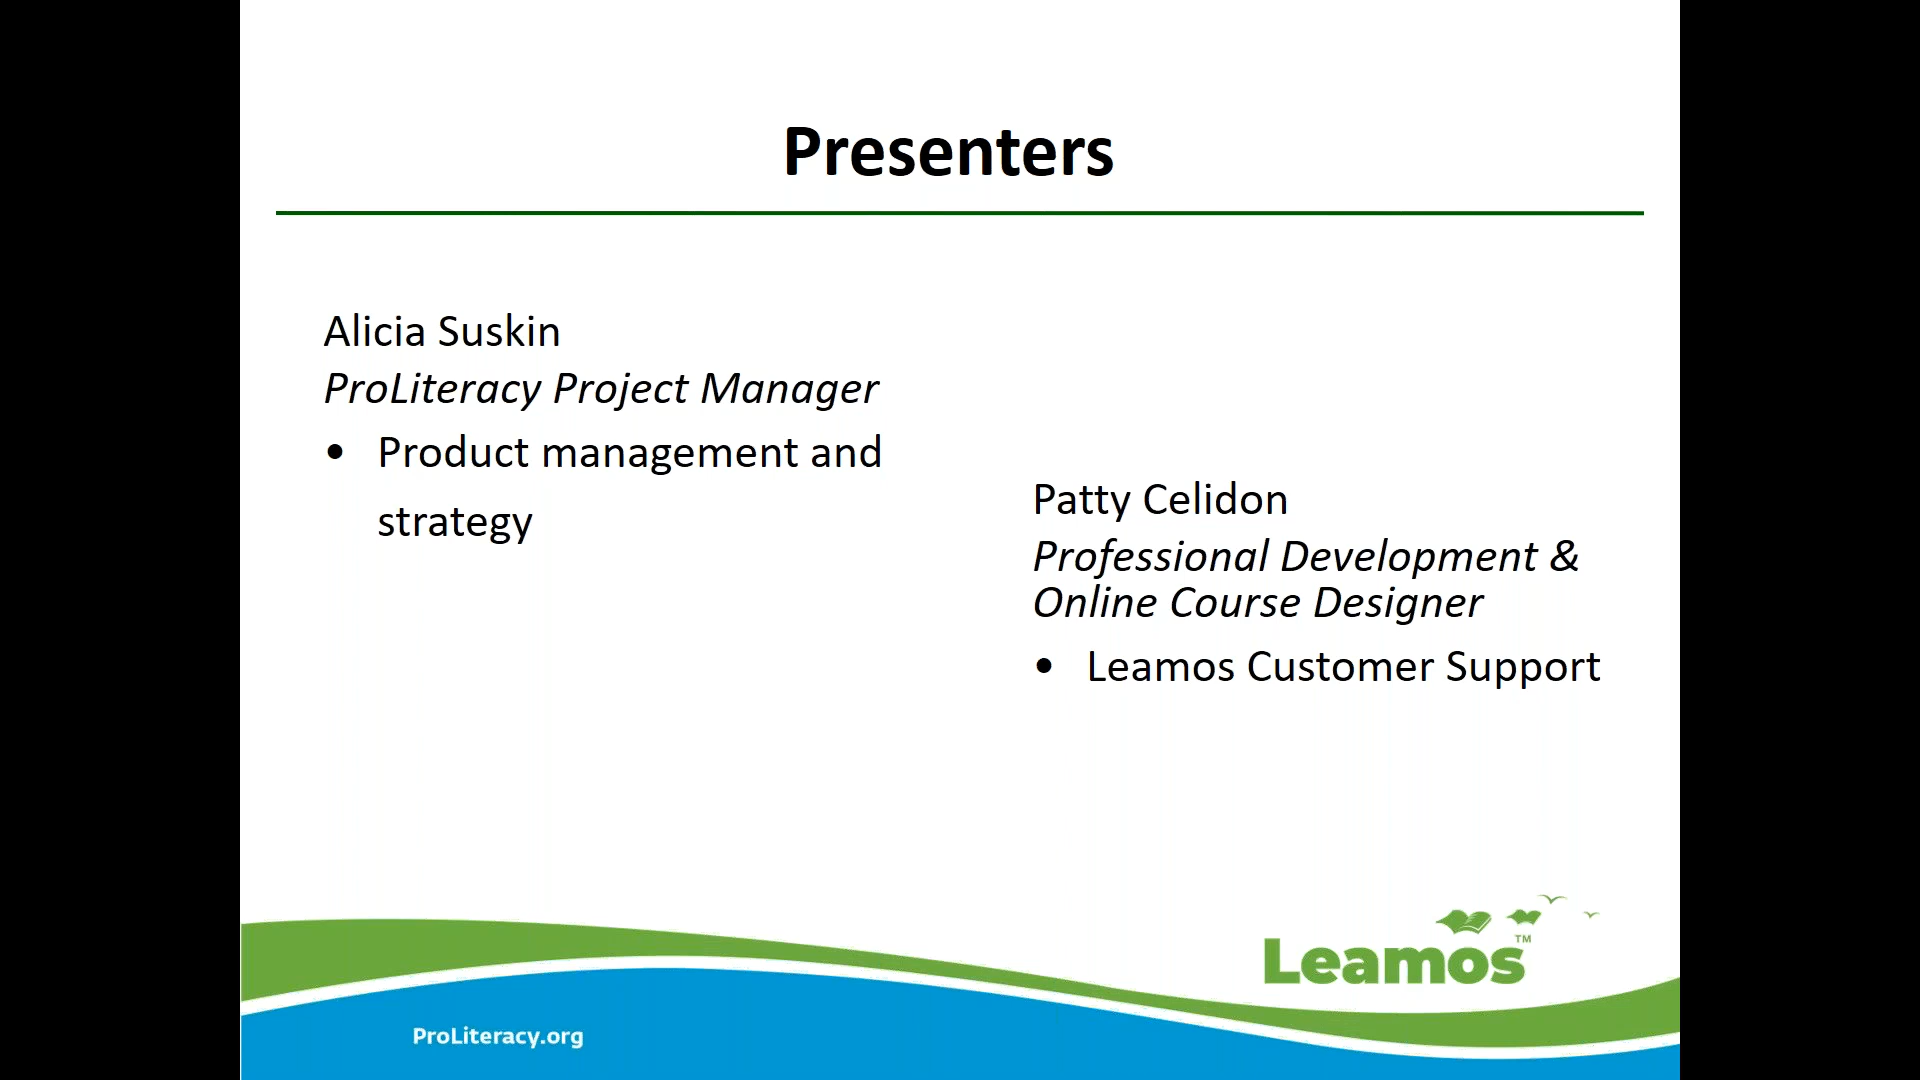 Presenters
Alicia Suskin
ProLiteracy Project Manager
• Product management and
strategy
Patty Celidon
Professional Development &
Online Course Designer
• Leamos Customer Support
Leamos™
ProLiteracy.org